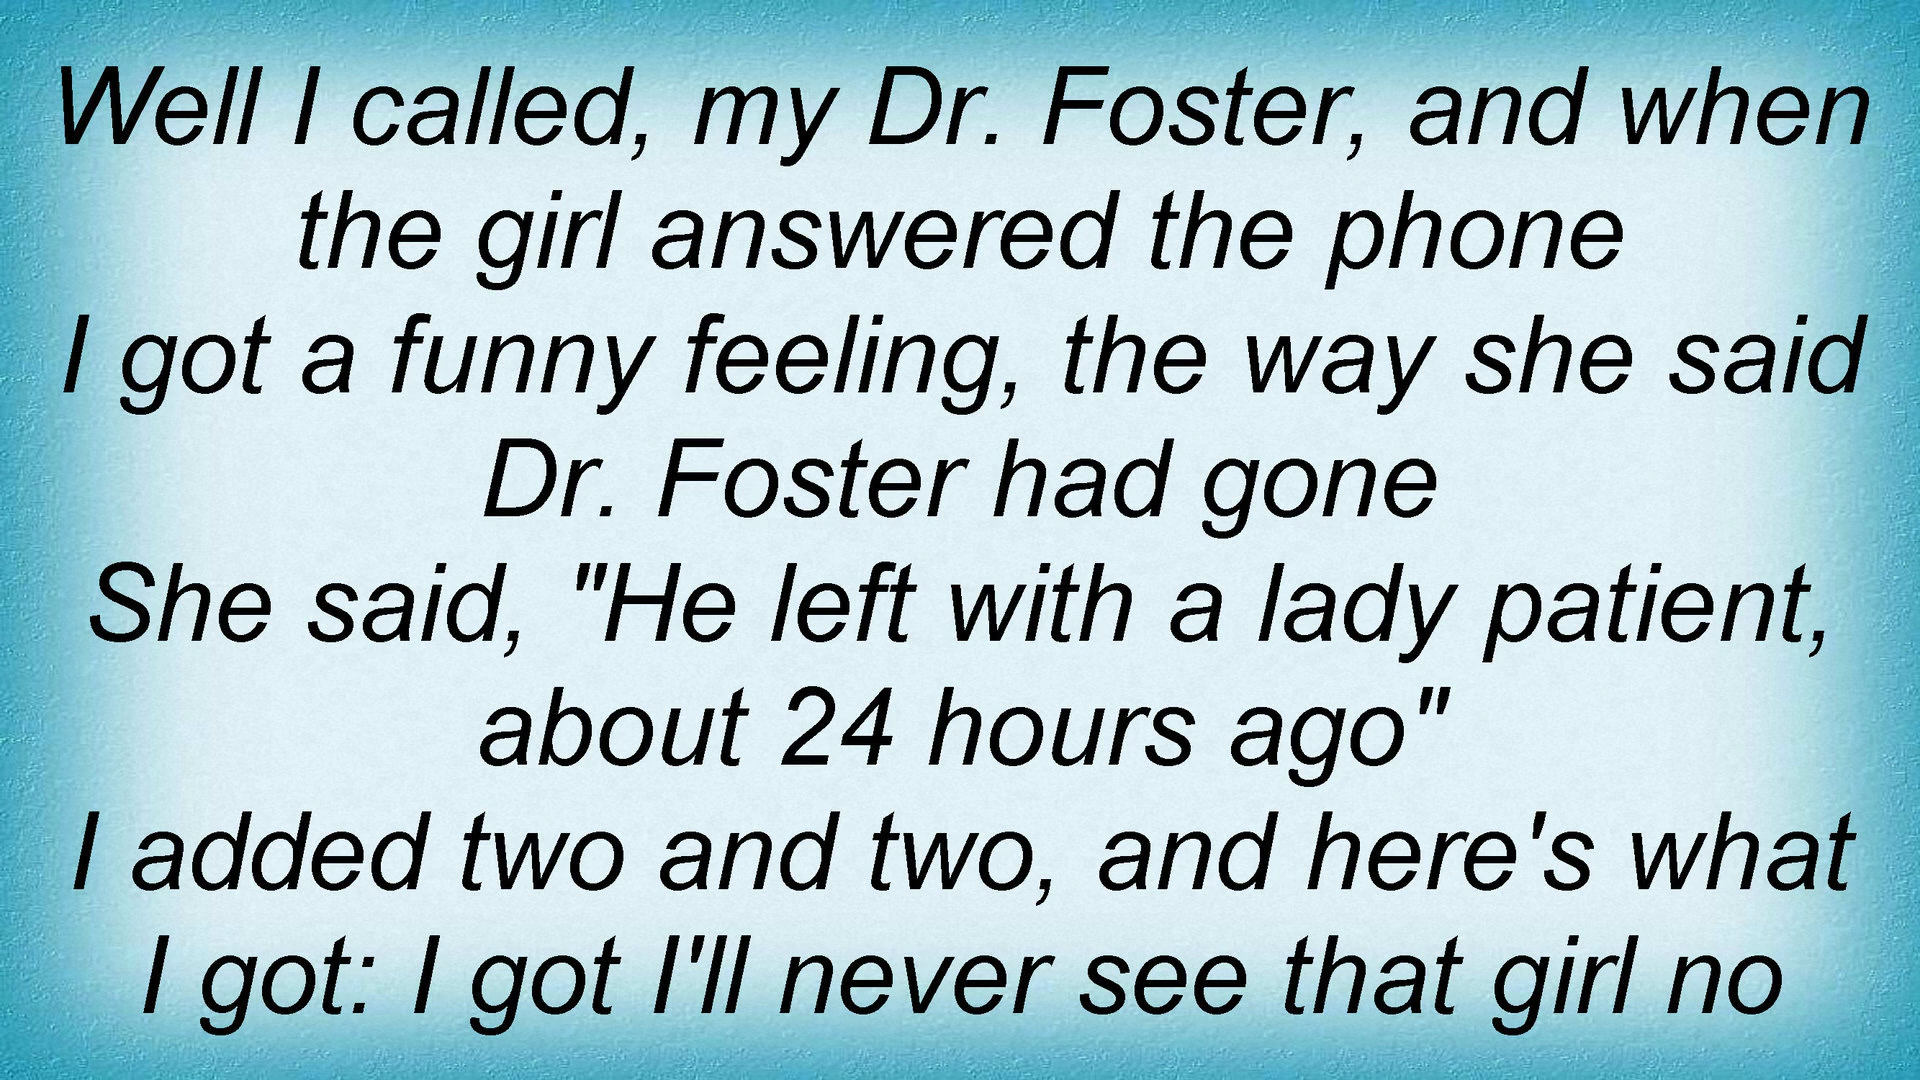 Well I called, my Dr. Foster, and when
the girl answered the phone
I got a funny feeling, the way she said
Dr. Foster had gone
She said, "He left with a lady patient,
about 24 hours ago"
I added two and two, and here's what
I got: I got I'll never see that girl no